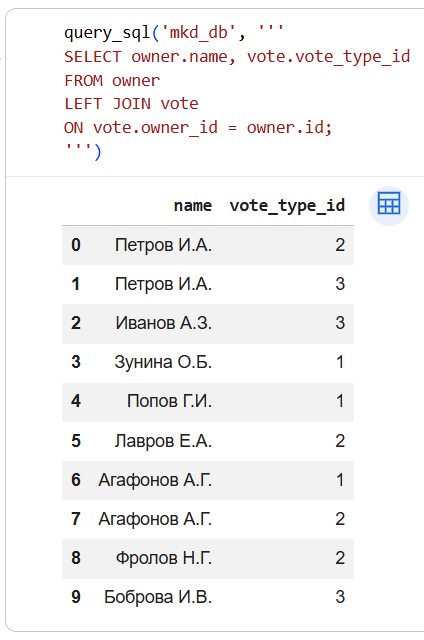 query_sql('mkd_db', '''
SELECT owner.name, vote.vote_type_id
FROM owner
LEFT JOIN vote
ON vote.owner_id = owner.id;
''')
name vote_type_id
0 Петров И.А. 2
1 Петров И.А. 3
2 Иванов А.З. 3
3 Зунина О.Б. 1
4 Попов Г.И. 1
5 Лавров Е.А. 2
6 Агафонов А.Г. 1
7 Агафонов А.Г. 2
8 Фролов Н.Г. 2
9 Боброва И.В. 3